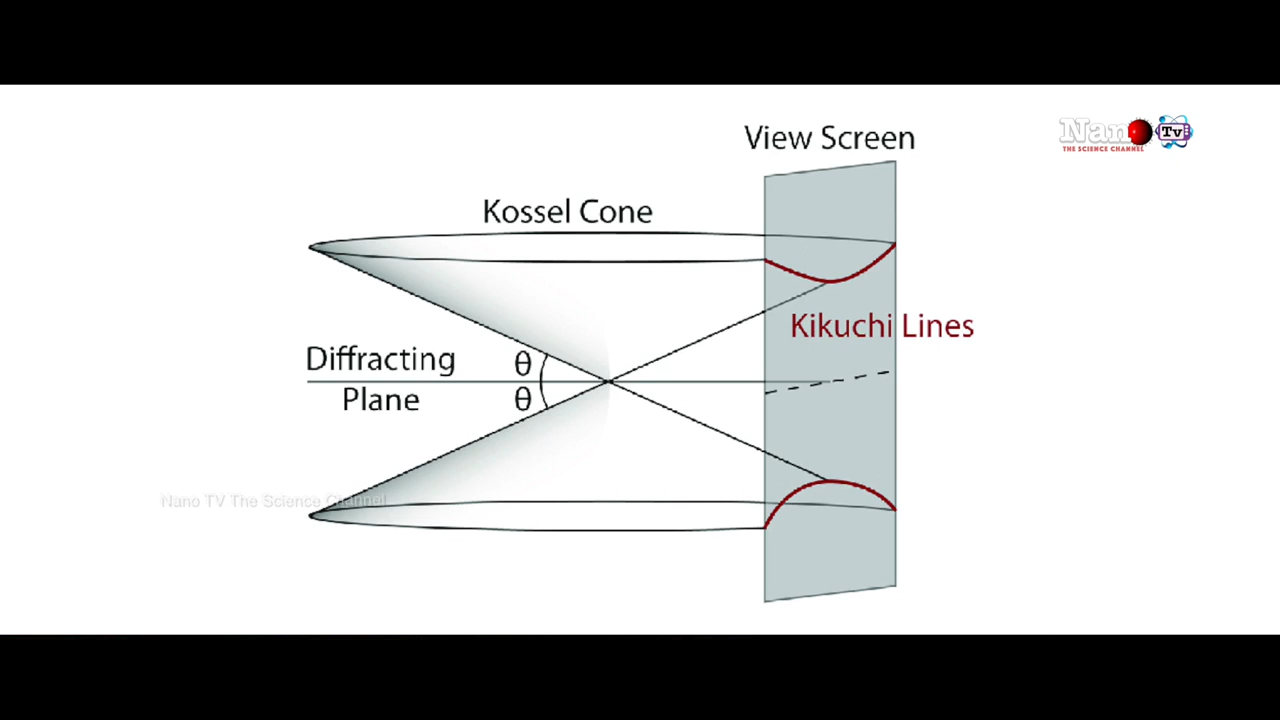 View Screen
Nano Tv
THE SCIENCE CHANNEL
Kossel Cone
Kikuchi Lines
Diffracting
Plane
θ
θ
Nano TV The Science Channel